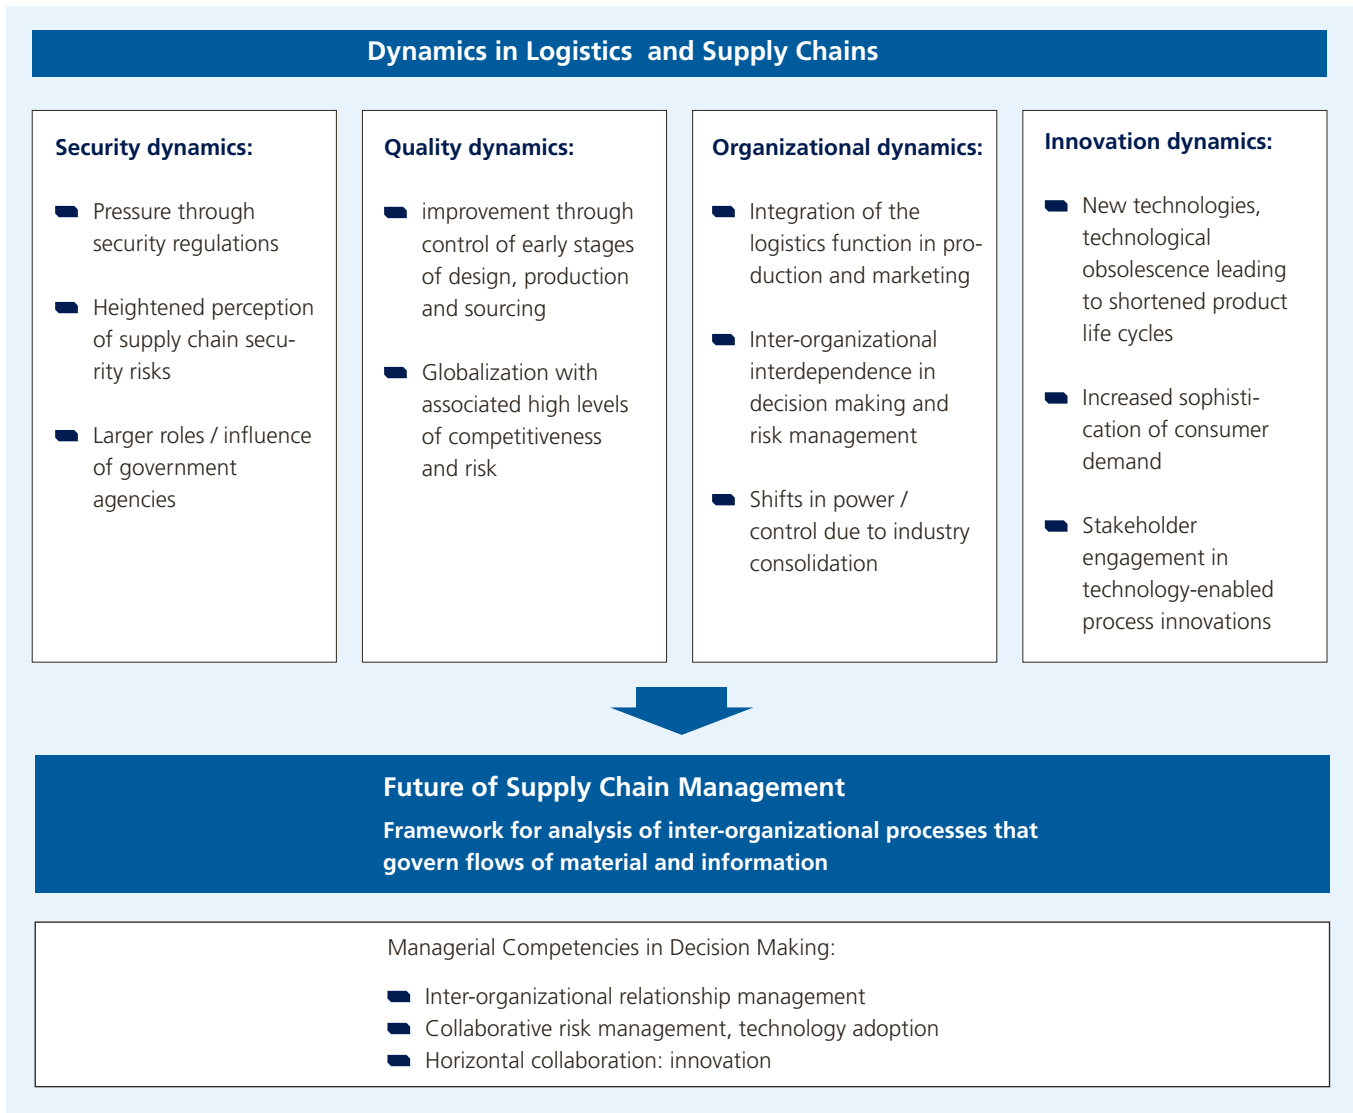 Dynamics in Logistics and Supply Chains
Security dynamics:
Pressure through
security regulations
Heightened perception
of supply chain secu-
rity risks
Larger roles / influence
of government
agencies
Quality dynamics:
improvement through
control of early stages
of design, production
and sourcing
Globalization with
associated high levels
of competitiveness
and risk
Organizational dynamics:
Integration of the
logistics function in pro-
duction and marketing
Inter-organizational
interdependence in
decision making and
risk management
Shifts in power /
control due to industry
consolidation
Innovation dynamics:
New technologies,
technological
obsolescence leading
to shortened product
life cycles
Increased sophisti-
cation of consumer
demand
Stakeholder
engagement in
technology-enabled
process innovations
Future of Supply Chain Management
Framework for analysis of inter-organizational processes that
govern flows of material and information
Managerial Competencies in Decision Making:
Inter-organizational relationship management
Collaborative risk management, technology adoption
Horizontal collaboration: innovation